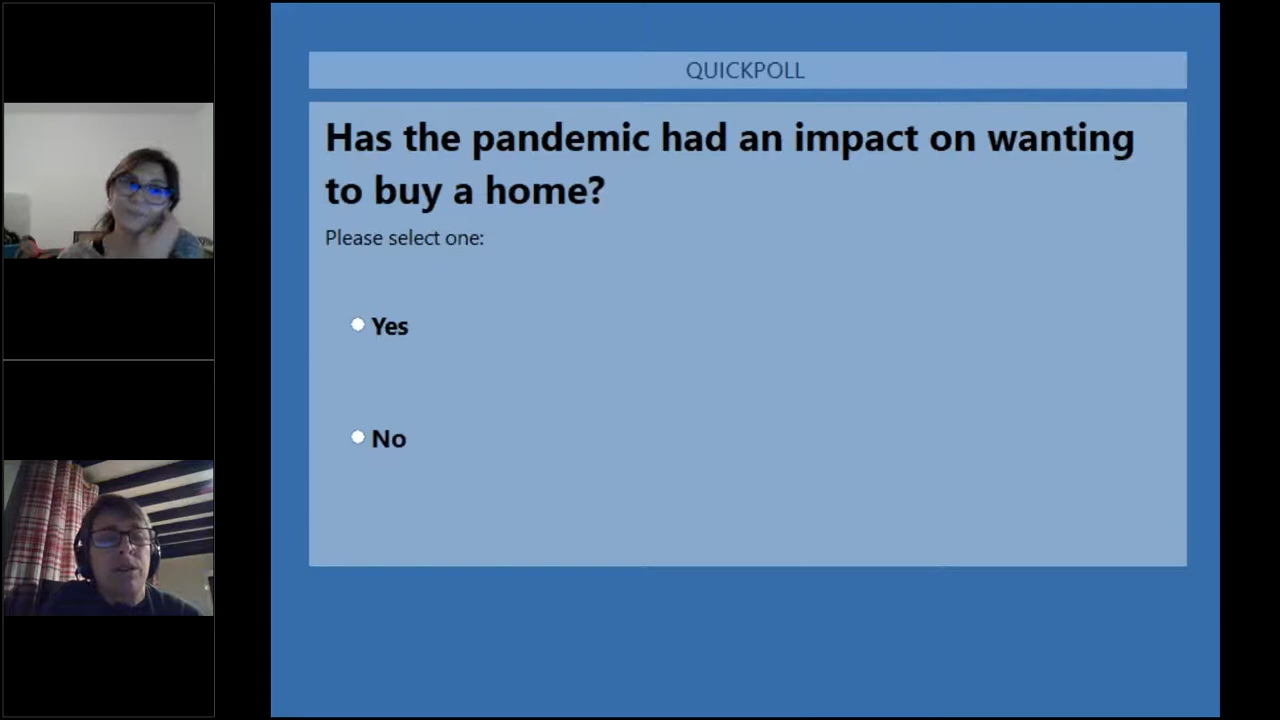 QUICKPOLL
Has the pandemic had an impact on wanting
to buy a home?
Please select one:
Yes
No